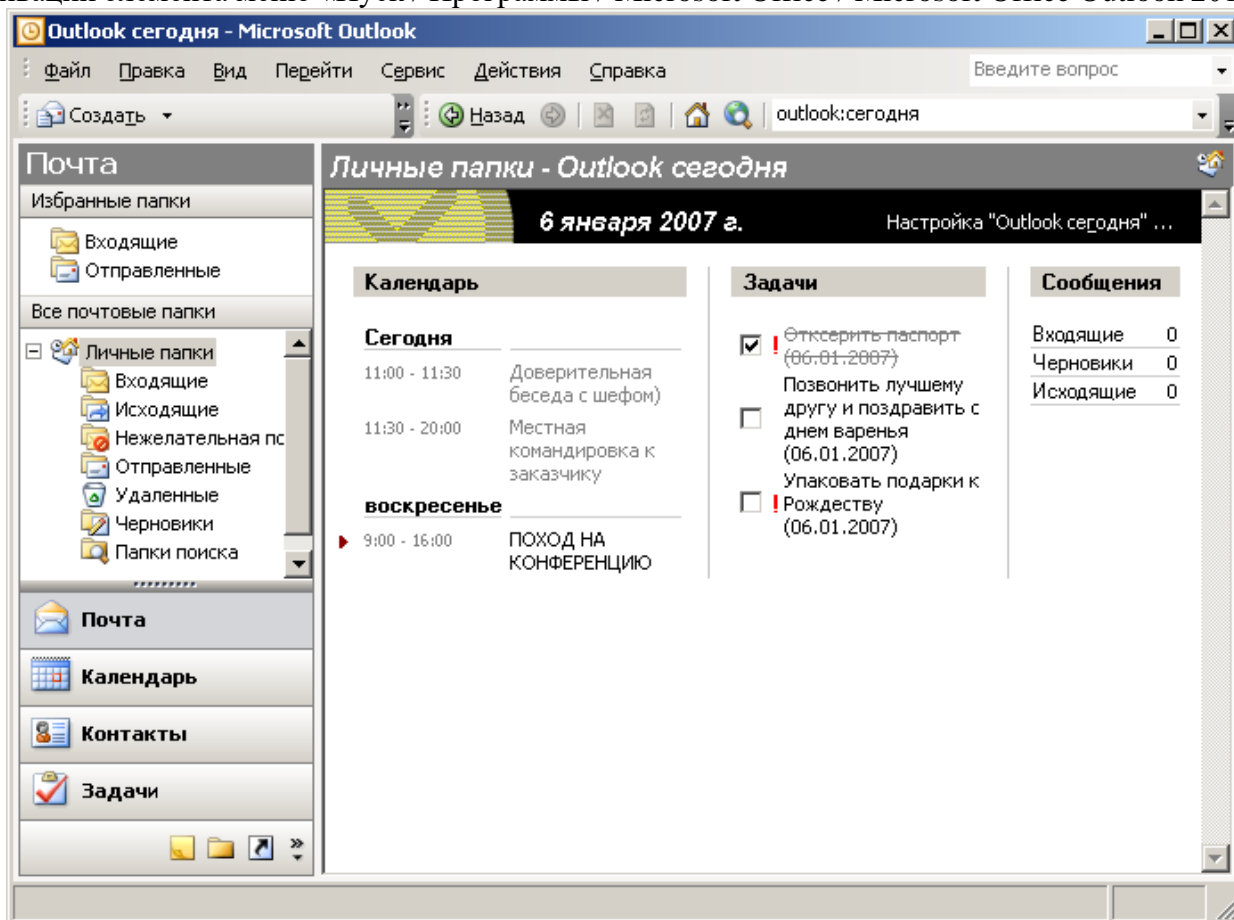 Outlook сегодня - Microsoft Outlook
Файл Правка Вид Перейти Сервис Действия Справка Введите вопрос
Создать Назад outlook:сегодня
Почта
Избранные папки
Входящие
Отправленные
Все почтовые папки
Личные папки
Входящие
Исходящие
Нежелательная пс
Отправленные
Удаленные
Черновики
Папки поиска
Почта
Календарь
Контакты
Задачи
Личные папки - Outlook сегодня
6 января 2007 г. Настройка "Outlook сегодня" ...
Календарь
Сегодня
11:00 - 11:30 Доверительная
беседа с шефом)
11:30 - 20:00 Местная
командировка к
заказчику
воскресенье
9:00 - 16:00 ПОХОД НА
КОНФЕРЕНЦИЮ
Задачи
! Отксерить паспорт
(06.01.2007)
Позвонить лучшему
другу и поздравить с
днем варенья
(06.01.2007)
Упаковать подарки к
! Рождеству
(06.01.2007)
Сообщения
Входящие 0
Черновики 0
Исходящие 0